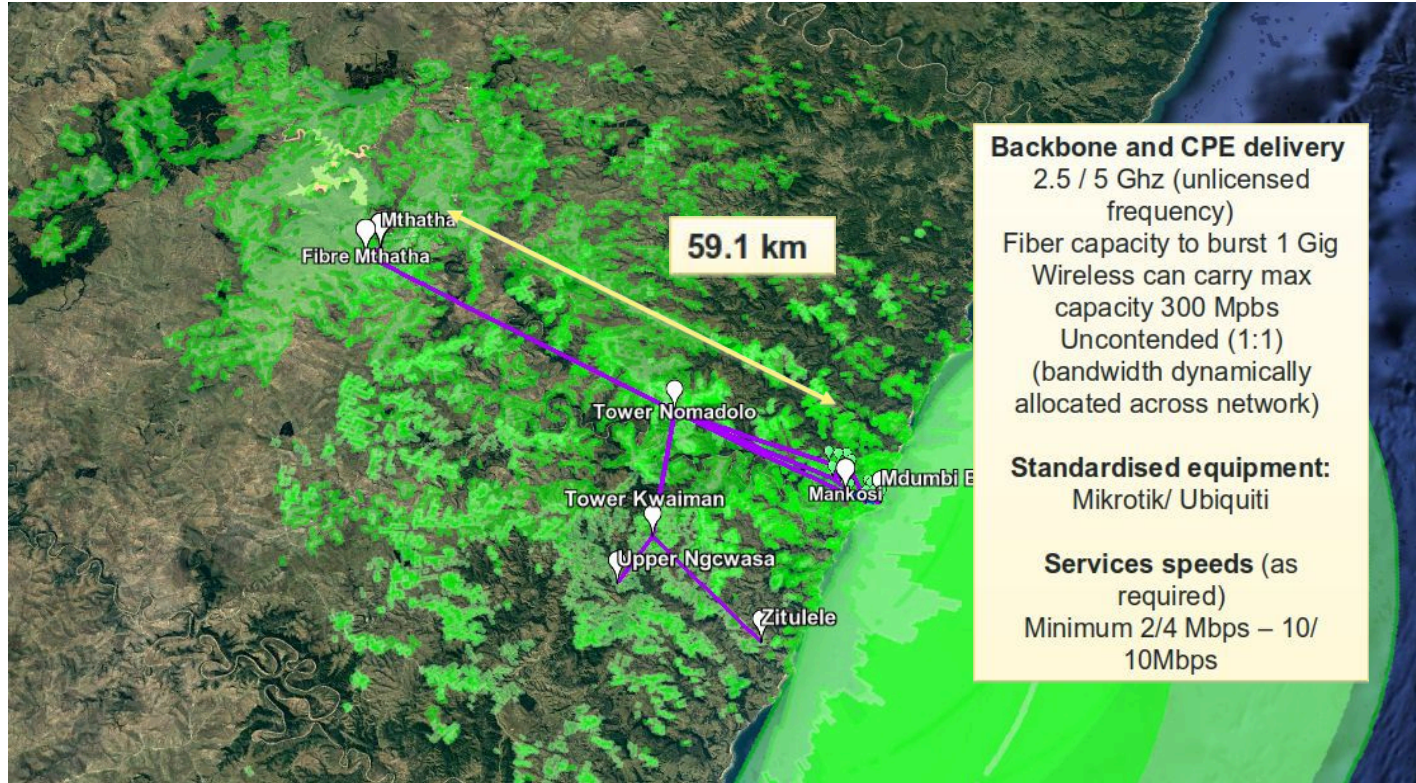 Backbone and CPE delivery
2.5 / 5 Ghz (unlicensed
frequency)
Fiber capacity to burst 1 Gig
Wireless can carry max
capacity 300 Mpbs
Uncontended (1:1)
(bandwidth dynamically
allocated across network)
Standardised equipment:
Mikrotik/ Ubiquiti
Services speeds (as
required)
Minimum 2/4 Mbps – 10/
10Mbps
Mthatha
Fibre Mthatha
59.1 km
Tower Nomadolo
Mdumbi E
Mankosi
Tower Kwaiman
Upper Ngcwasa
Zitulele